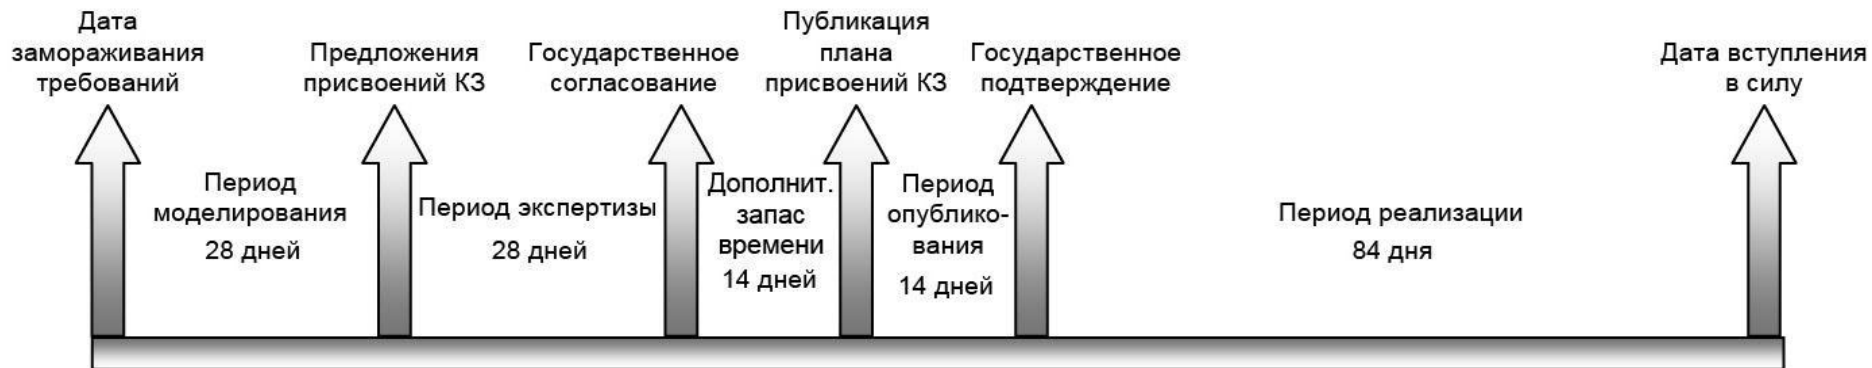 Дата
замораживания
требований
Предложения
присвоений КЗ
Государственное
согласование
Публикация
плана
присвоений КЗ
Государственное
подтверждение
Дата вступления
в силу
Период
моделирования
28 дней
Период экспертизы
28 дней
Дополнит.
запас
времени
14 дней
Период
опублико-
вания
14 дней
Период реализации
84 дня